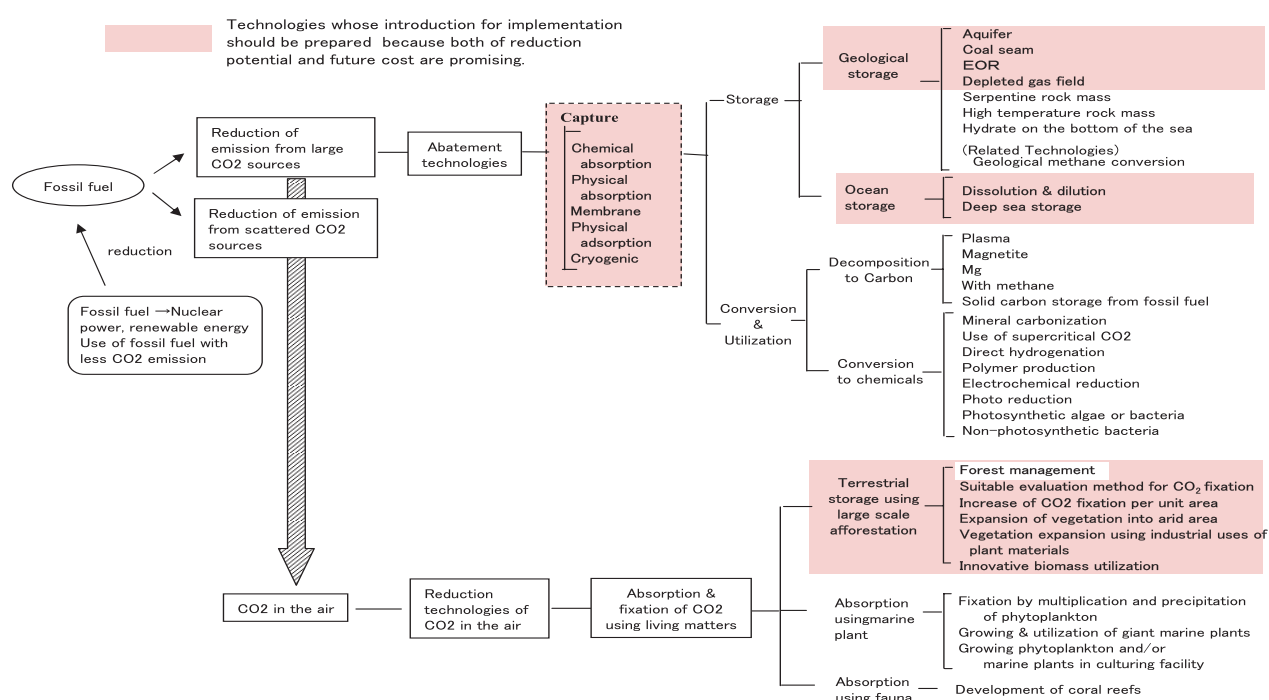 Technologies whose introduction for implementation
should be prepared because both of reduction
potential and future cost are promising.
Fossil fuel
reduction
Fossil fuel →Nuclear
power, renewable energy
Use of fossil fuel with
less CO2 emission
Reduction of
emission from large
CO2 sources
Reduction of emission
from scattered CO2
sources
Abatement
technologies
Capture
Chemical
absorption
Physical
absorption
Membrane
Physical
adsorption
Cryogenic
Storage
Geological
storage
Aquifer
Coal seam
EOR
Depleted gas field
Serpentine rock mass
High temperature rock mass
Hydrate on the bottom of the sea
(Related Technologies)
Geological methane conversion
Ocean
storage
Dissolution & dilution
Deep sea storage
Conversion
&
Utilization
Decomposition
to Carbon
Plasma
Magnetite
Mg
With methane
Solid carbon storage from fossil fuel
Conversion
to chemicals
Mineral carbonization
Use of supercritical CO2
Direct hydrogenation
Polymer production
Electrochemical reduction
Photo reduction
Photosynthetic algae or bacteria
Non-photosynthetic bacteria
CO2 in the air
Reduction
technologies of
CO2 in the air
Absorption &
fixation of CO2
using living matters
Terrestrial
storage using
large scale
afforestation
Forest management
Suitable evaluation method for CO₂ fixation
Increase of CO2 fixation per unit area
Expansion of vegetation into arid area
Vegetation expansion using industrial uses of
plant materials
Innovative biomass utilization
Absorption
usingmarine
plant
Fixation by multiplication and precipitation
of phytoplankton
Growing & utilization of giant marine plants
Growing phytoplankton and/or
marine plants in culturing facility
Absorption
using fauna
Development of coral reefs